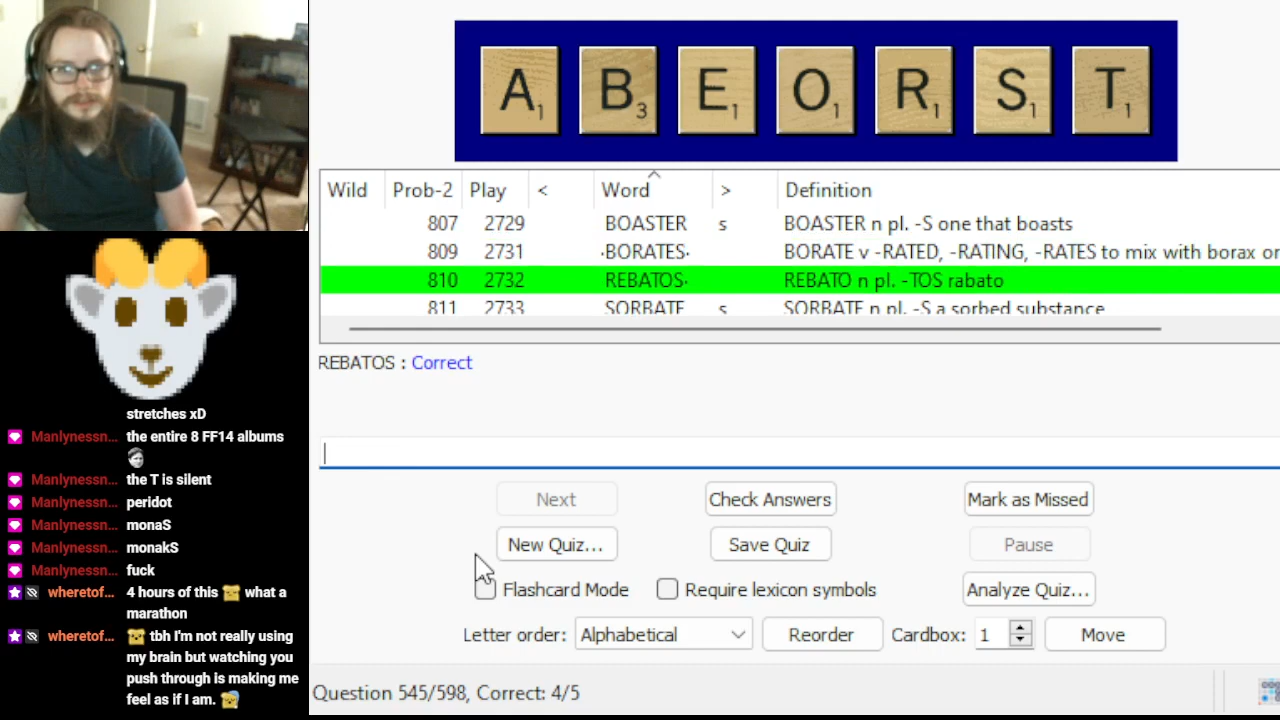 A1 B3 E1 O1 R1 S1 T1
Wild Prob-2 Play < Word > Definition
807 2729 BOASTER s BOASTER n pl. -S one that boasts
809 2731 ·BORATES· BORATE v -RATED, -RATING, -RATES to mix with borax or
810 2732 REBATOS· REBATO n pl. -TOS rabato
811 2733 SORBATE s SORBATE n pl. -S a sorbed substance
REBATOS : Correct
Next Check Answers Mark as Missed
New Quiz... Save Quiz Pause
Flashcard Mode Require lexicon symbols Analyze Quiz...
Letter order: Alphabetical Reorder Cardbox: 1 Move
Question 545/598, Correct: 4/5
stretches xD
Manlynessn... the entire 8 FF14 albums
Manlynessn... the T is silent
Manlynessn... peridot
Manlynessn... monaS
Manlynessn... monakS
Manlynessn... fuck
wheretof... 4 hours of this what a
marathon
wheretof... tbh I'm not really using
my brain but watching you
push through is making me
feel as if I am.